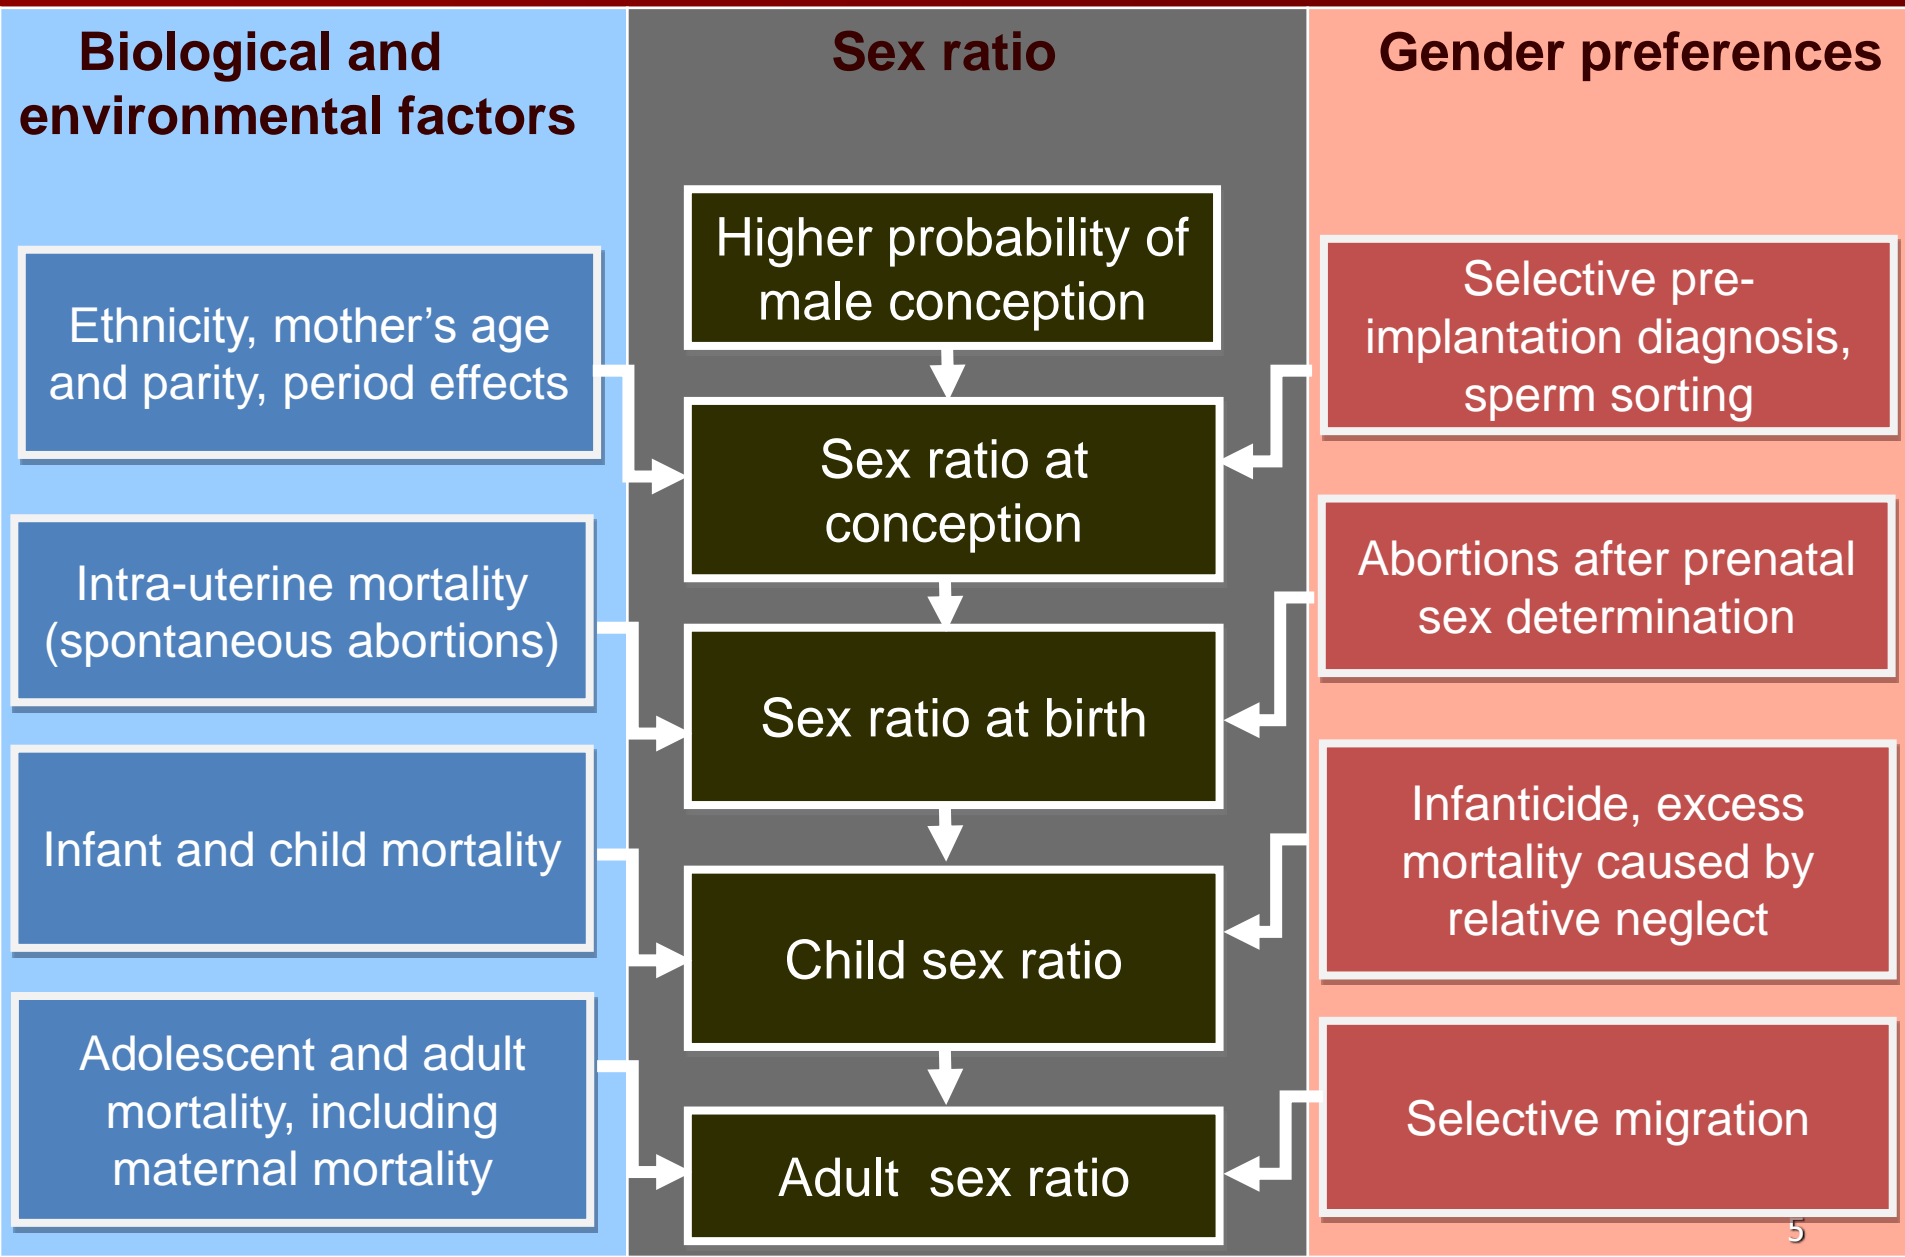 Biological and
environmental factors
Sex ratio
Gender preferences
Ethnicity, mother’s age
and parity, period effects
Intra-uterine mortality
(spontaneous abortions)
Infant and child mortality
Adolescent and adult
mortality, including
maternal mortality
Higher probability of
male conception
Sex ratio at
conception
Sex ratio at birth
Child sex ratio
Adult sex ratio
Selective pre-
implantation diagnosis,
sperm sorting
Abortions after prenatal
sex determination
Infanticide, excess
mortality caused by
relative neglect
Selective migration
5